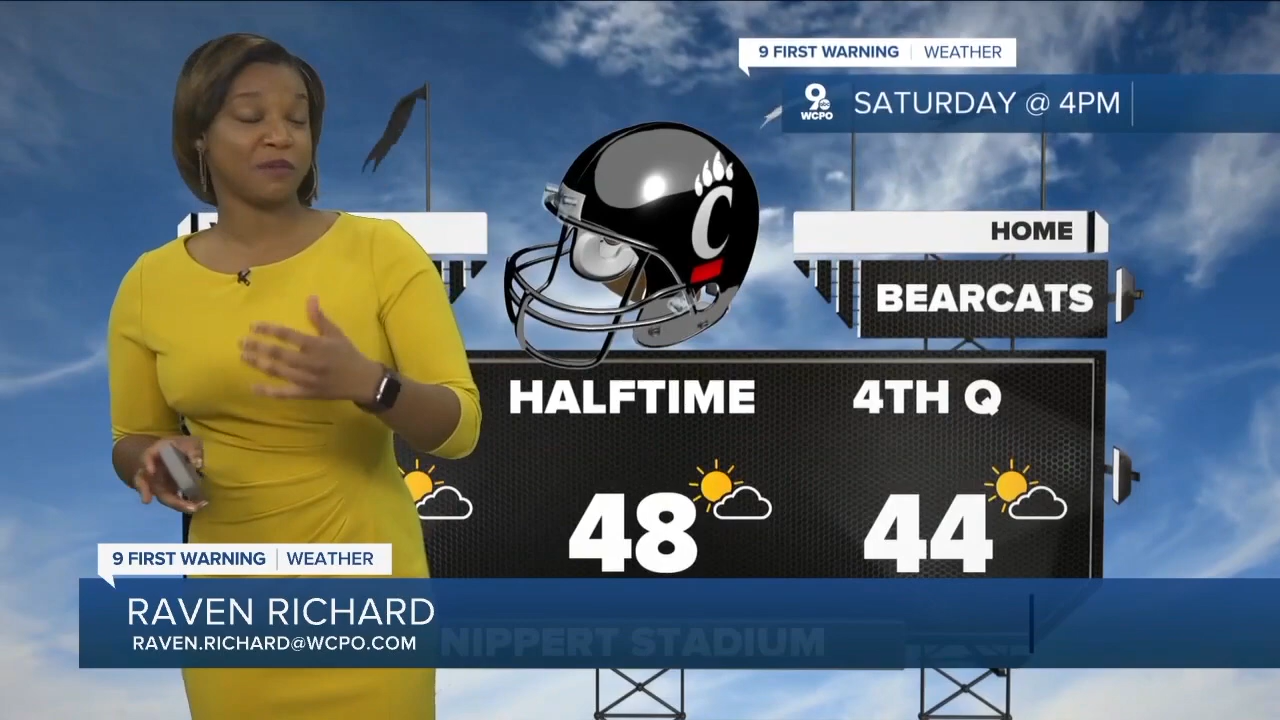 9 FIRST WARNING | WEATHER
9 abc
WCPO
SATURDAY @ 4PM
HOME
BEARCATS
C
HALFTIME
4TH Q
48
44
9 FIRST WARNING | WEATHER
RAVEN RICHARD
RAVEN.RICHARD@WCPO.COM
NIPPERT STADIUM